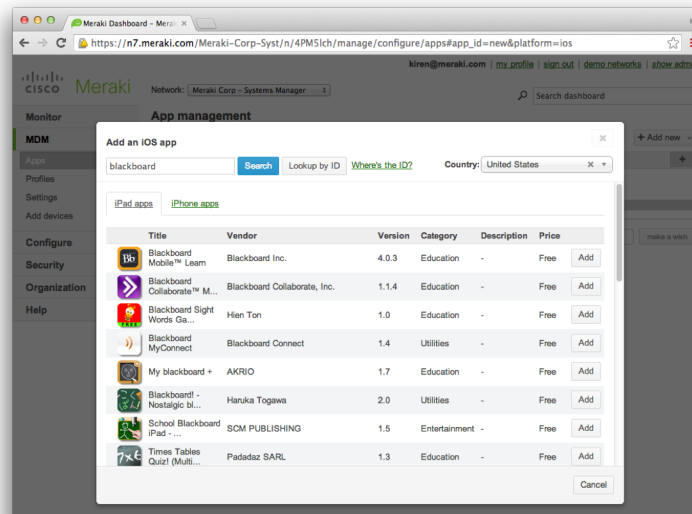 Meraki Dashboard – Merak
https://n7.meraki.com/Meraki-Corp-Syst/n/4PM5lch/manage/configure/apps#app_id=new&platform=ios
kiren@meraki.com | my profile | sign out | demo networks | show adm
CISCO Meraki
Network: Meraki Corp – Systems Manager
Search dashboard
Monitor
App management
MDM
Add an iOS app
+ Add new
Apps
blackboard Search Lookup by ID Where's the ID? Country: United States
Profiles
Settings
iPad apps iPhone apps
Add devices
Configure
make a wish
Security
Organization
Help
Title Vendor Version Category Description Price
Blackboard
Mobile™ Learn Blackboard Inc. 4.0.3 Education - Free Add
Blackboard
Collaborate™ M... Blackboard Collaborate, Inc. 1.1.4 Education - Free Add
Blackboard Sight
Words Ga... Hien Ton 1.0 Education - Free Add
Blackboard
MyConnect Blackboard Connect 1.4 Utilities - Free Add
My blackboard + AKRIO 1.7 Education - Free Add
Blackboard! -
Nostalgic bl... Haruka Togawa 2.0 Utilities - Free Add
School Blackboard
iPad - ... SCM PUBLISHING 1.5 Entertainment - Free Add
Times Tables
Quiz! (Multi... Padadaz SARL 1.3 Education - Free Add
Bb
FREE
7x6
Cancel